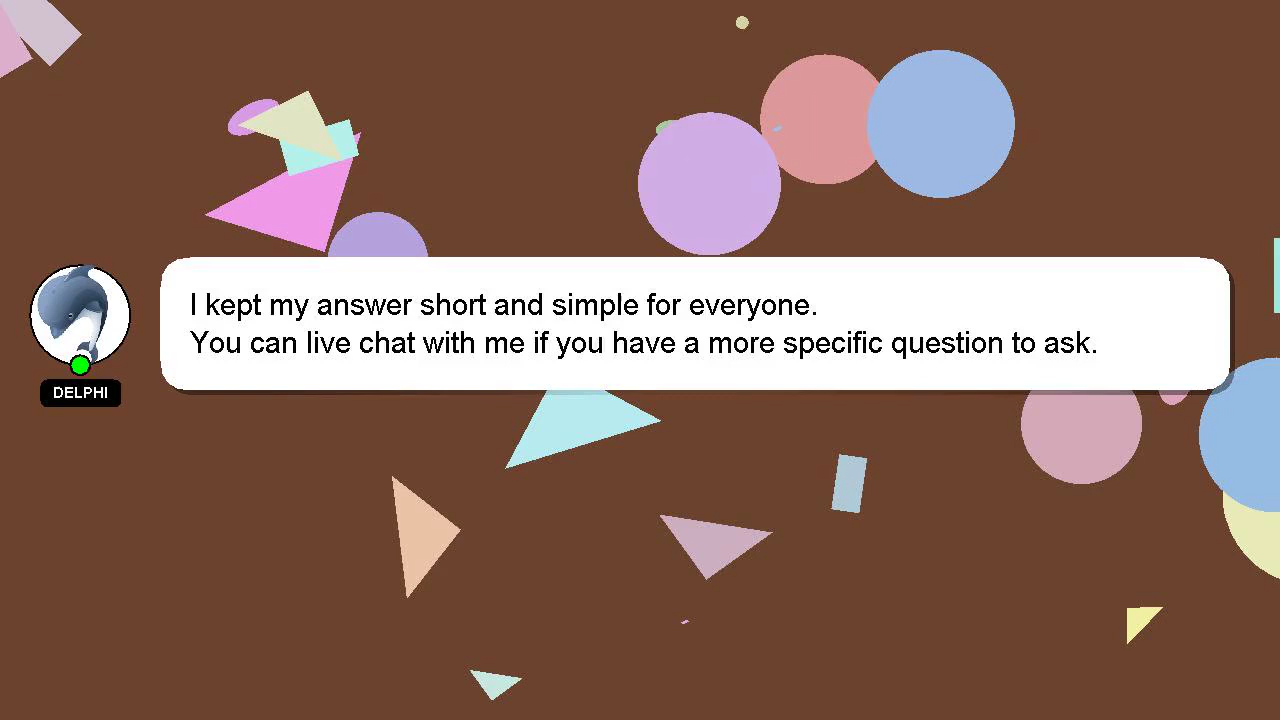 I kept my answer short and simple for everyone.
You can live chat with me if you have a more specific question to ask.
DELPHI